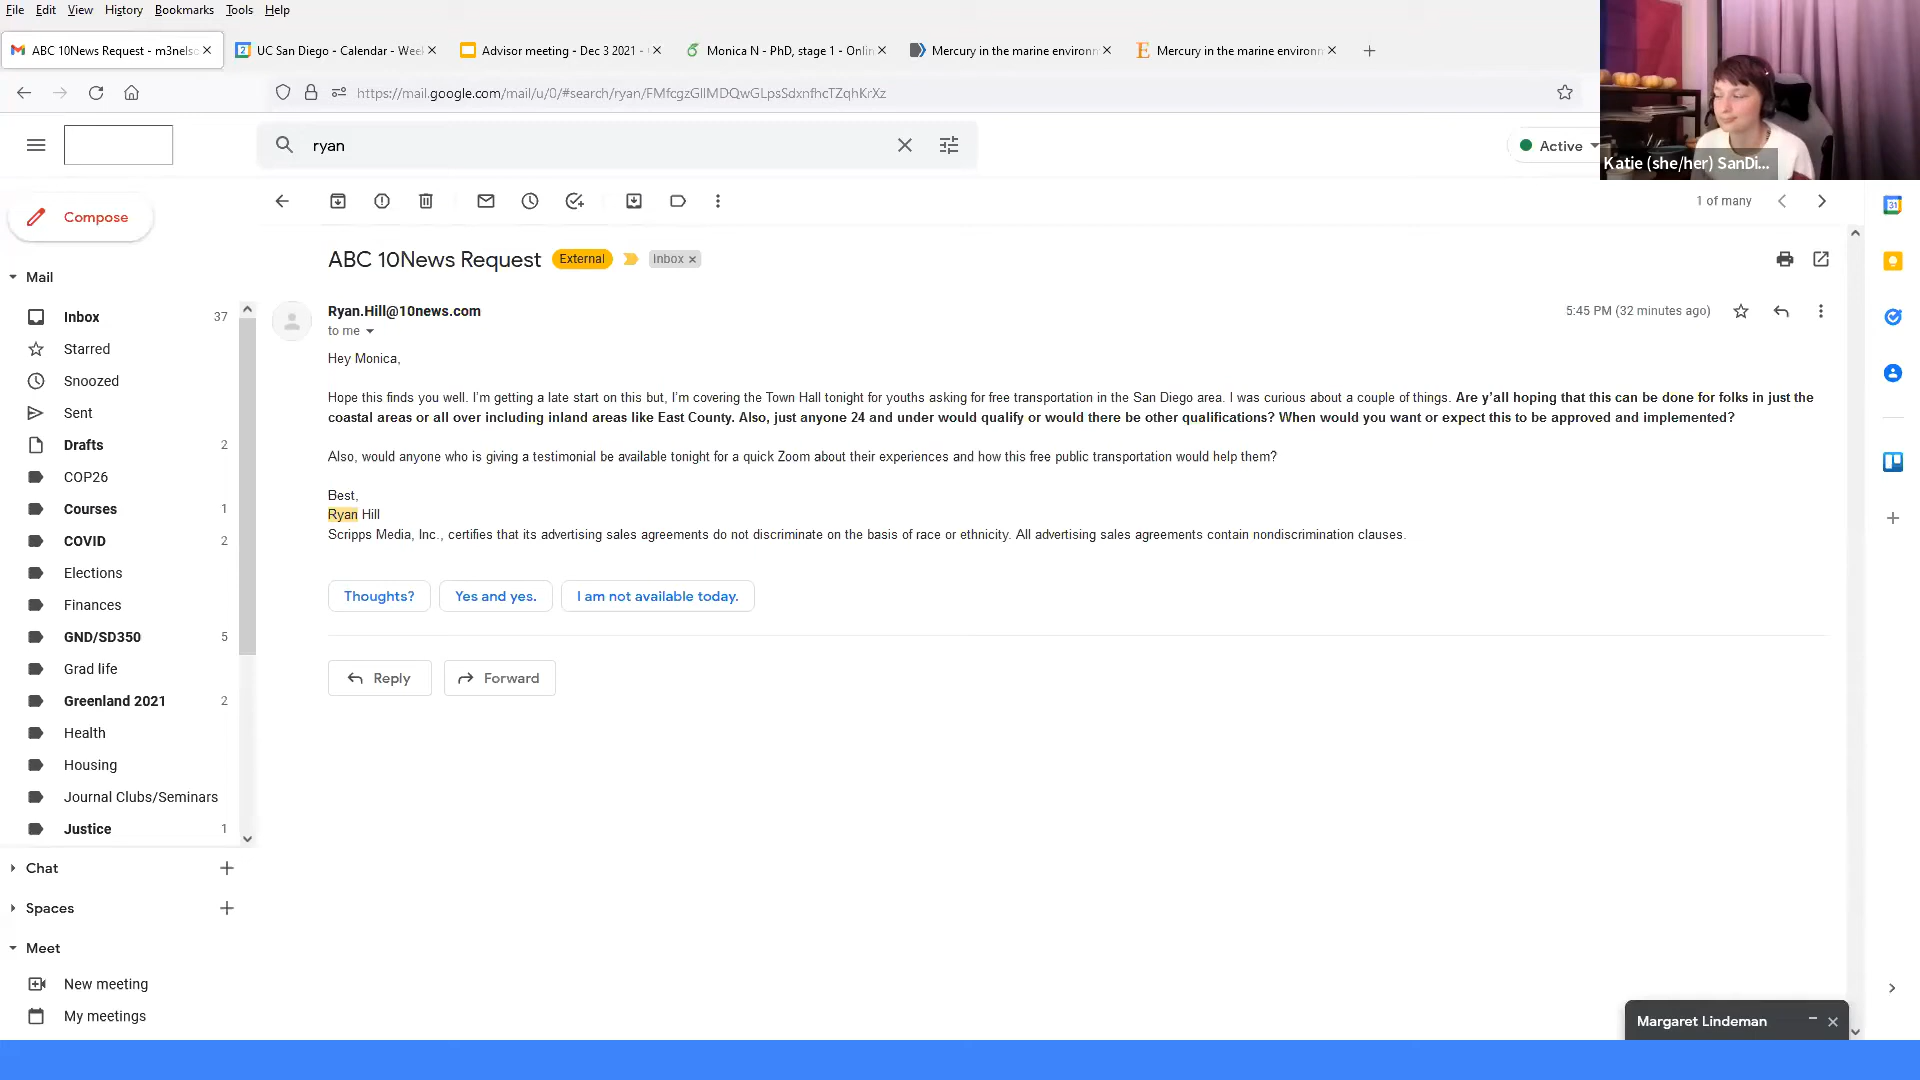 File Edit View History Bookmarks Tools Help
ABC 10News Request - m3nelso
UC San Diego - Calendar - Week
Advisor meeting - Dec 3 2021 -
Monica N - PhD, stage 1 - Onlin
Mercury in the marine environm
Mercury in the marine environm
https://mail.google.com/mail/u/0/#search/ryan/FMfcgzGllMDQwGLpsSdxnfhcTZqhKrXz
ryan
Active
Katie (she/her) SanDi...
Compose
1 of many
ABC 10News Request External Inbox
Mail
Ryan.Hill@10news.com
5:45 PM (32 minutes ago)
to me
Hey Monica,
Hope this finds you well. I'm getting a late start on this but, I'm covering the Town Hall tonight for youths asking for free transportation in the San Diego area. I was curious about a couple of things. Are y'all hoping that this can be done for folks in just the
coastal areas or all over including inland areas like East County. Also, just anyone 24 and under would qualify or would there be other qualifications? When would you want or expect this to be approved and implemented?
Also, would anyone who is giving a testimonial be available tonight for a quick Zoom about their experiences and how this free public transportation would help them?
Best,
Ryan Hill
Scripps Media, Inc., certifies that its advertising sales agreements do not discriminate on the basis of race or ethnicity. All advertising sales agreements contain nondiscrimination clauses.
Thoughts? Yes and yes. I am not available today.
Reply Forward
Inbox 37
Starred
Snoozed
Sent
Drafts 2
COP26
Courses 1
COVID 2
Elections
Finances
GND/SD350 5
Grad life
Greenland 2021 2
Health
Housing
Journal Clubs/Seminars
Justice 1
Chat
Spaces
Meet
New meeting
My meetings
Margaret Lindeman